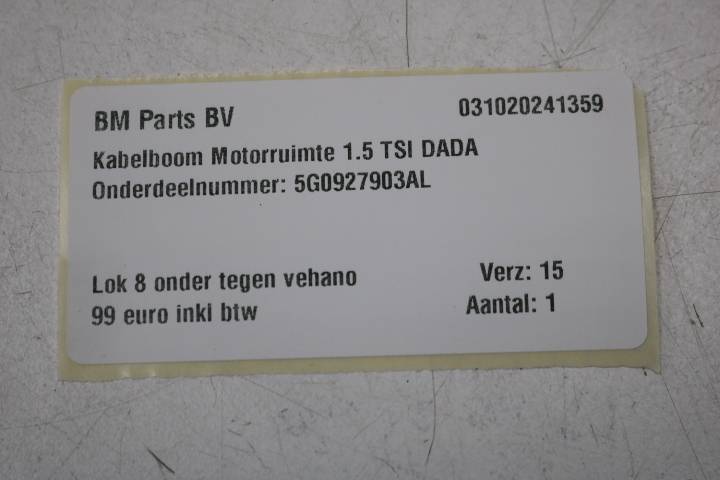 BM Parts BV 031020241359
Kabelboom Motorruimte 1.5 TSI DADA
Onderdeelnummer: 5G0927903AL
Lok 8 onder tegen vehano Verz: 15
99 euro inkl btw Aantal: 1